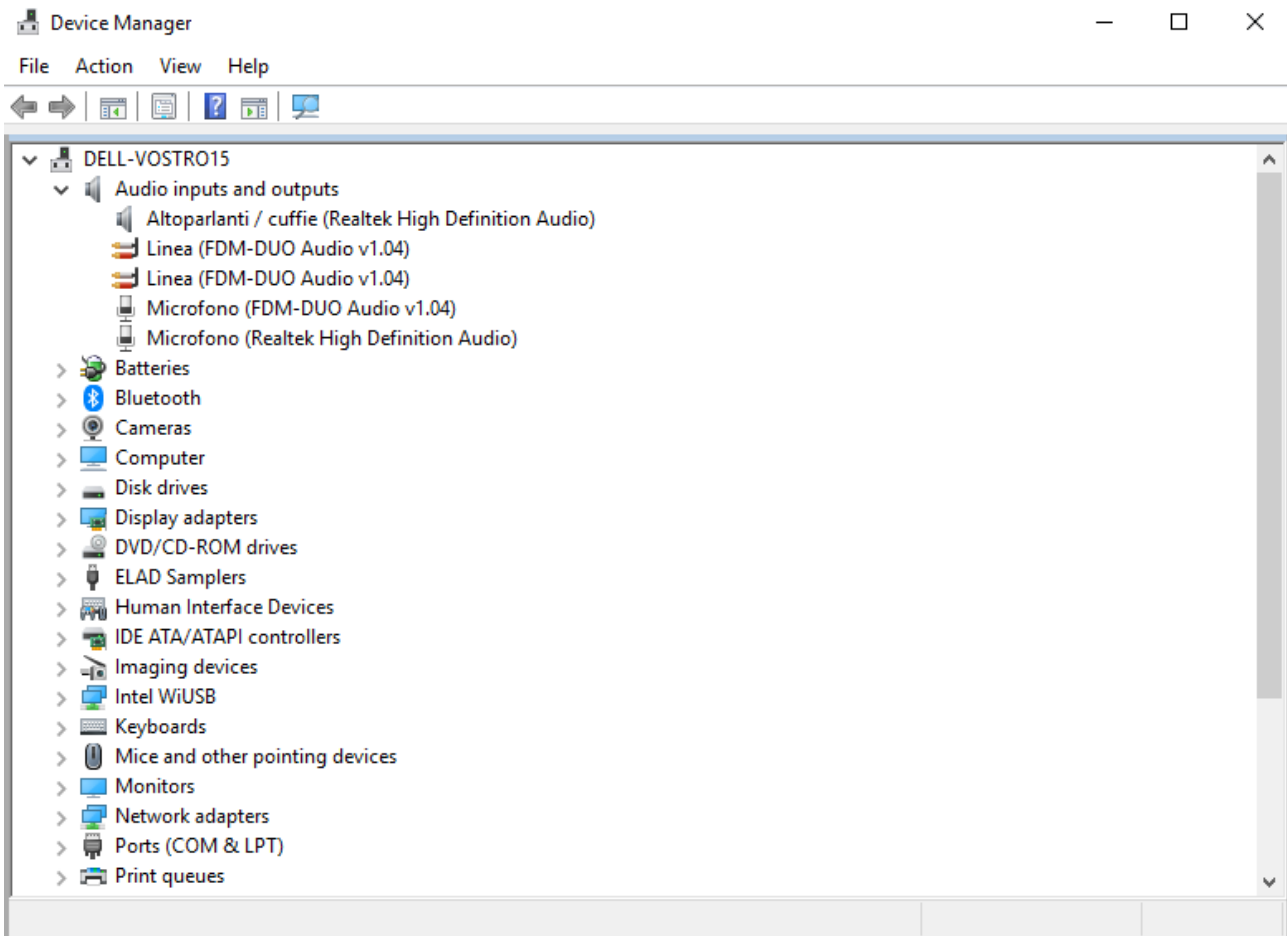 Device Manager
File Action View Help
DELL-VOSTRO15
Audio inputs and outputs
Altoparlanti / cuffie (Realtek High Definition Audio)
Linea (FDM-DUO Audio v1.04)
Linea (FDM-DUO Audio v1.04)
Microfono (FDM-DUO Audio v1.04)
Microfono (Realtek High Definition Audio)
Batteries
Bluetooth
Cameras
Computer
Disk drives
Display adapters
DVD/CD-ROM drives
ELAD Samplers
Human Interface Devices
IDE ATA/ATAPI controllers
Imaging devices
Intel WiUSB
Keyboards
Mice and other pointing devices
Monitors
Network adapters
Ports (COM & LPT)
Print queues